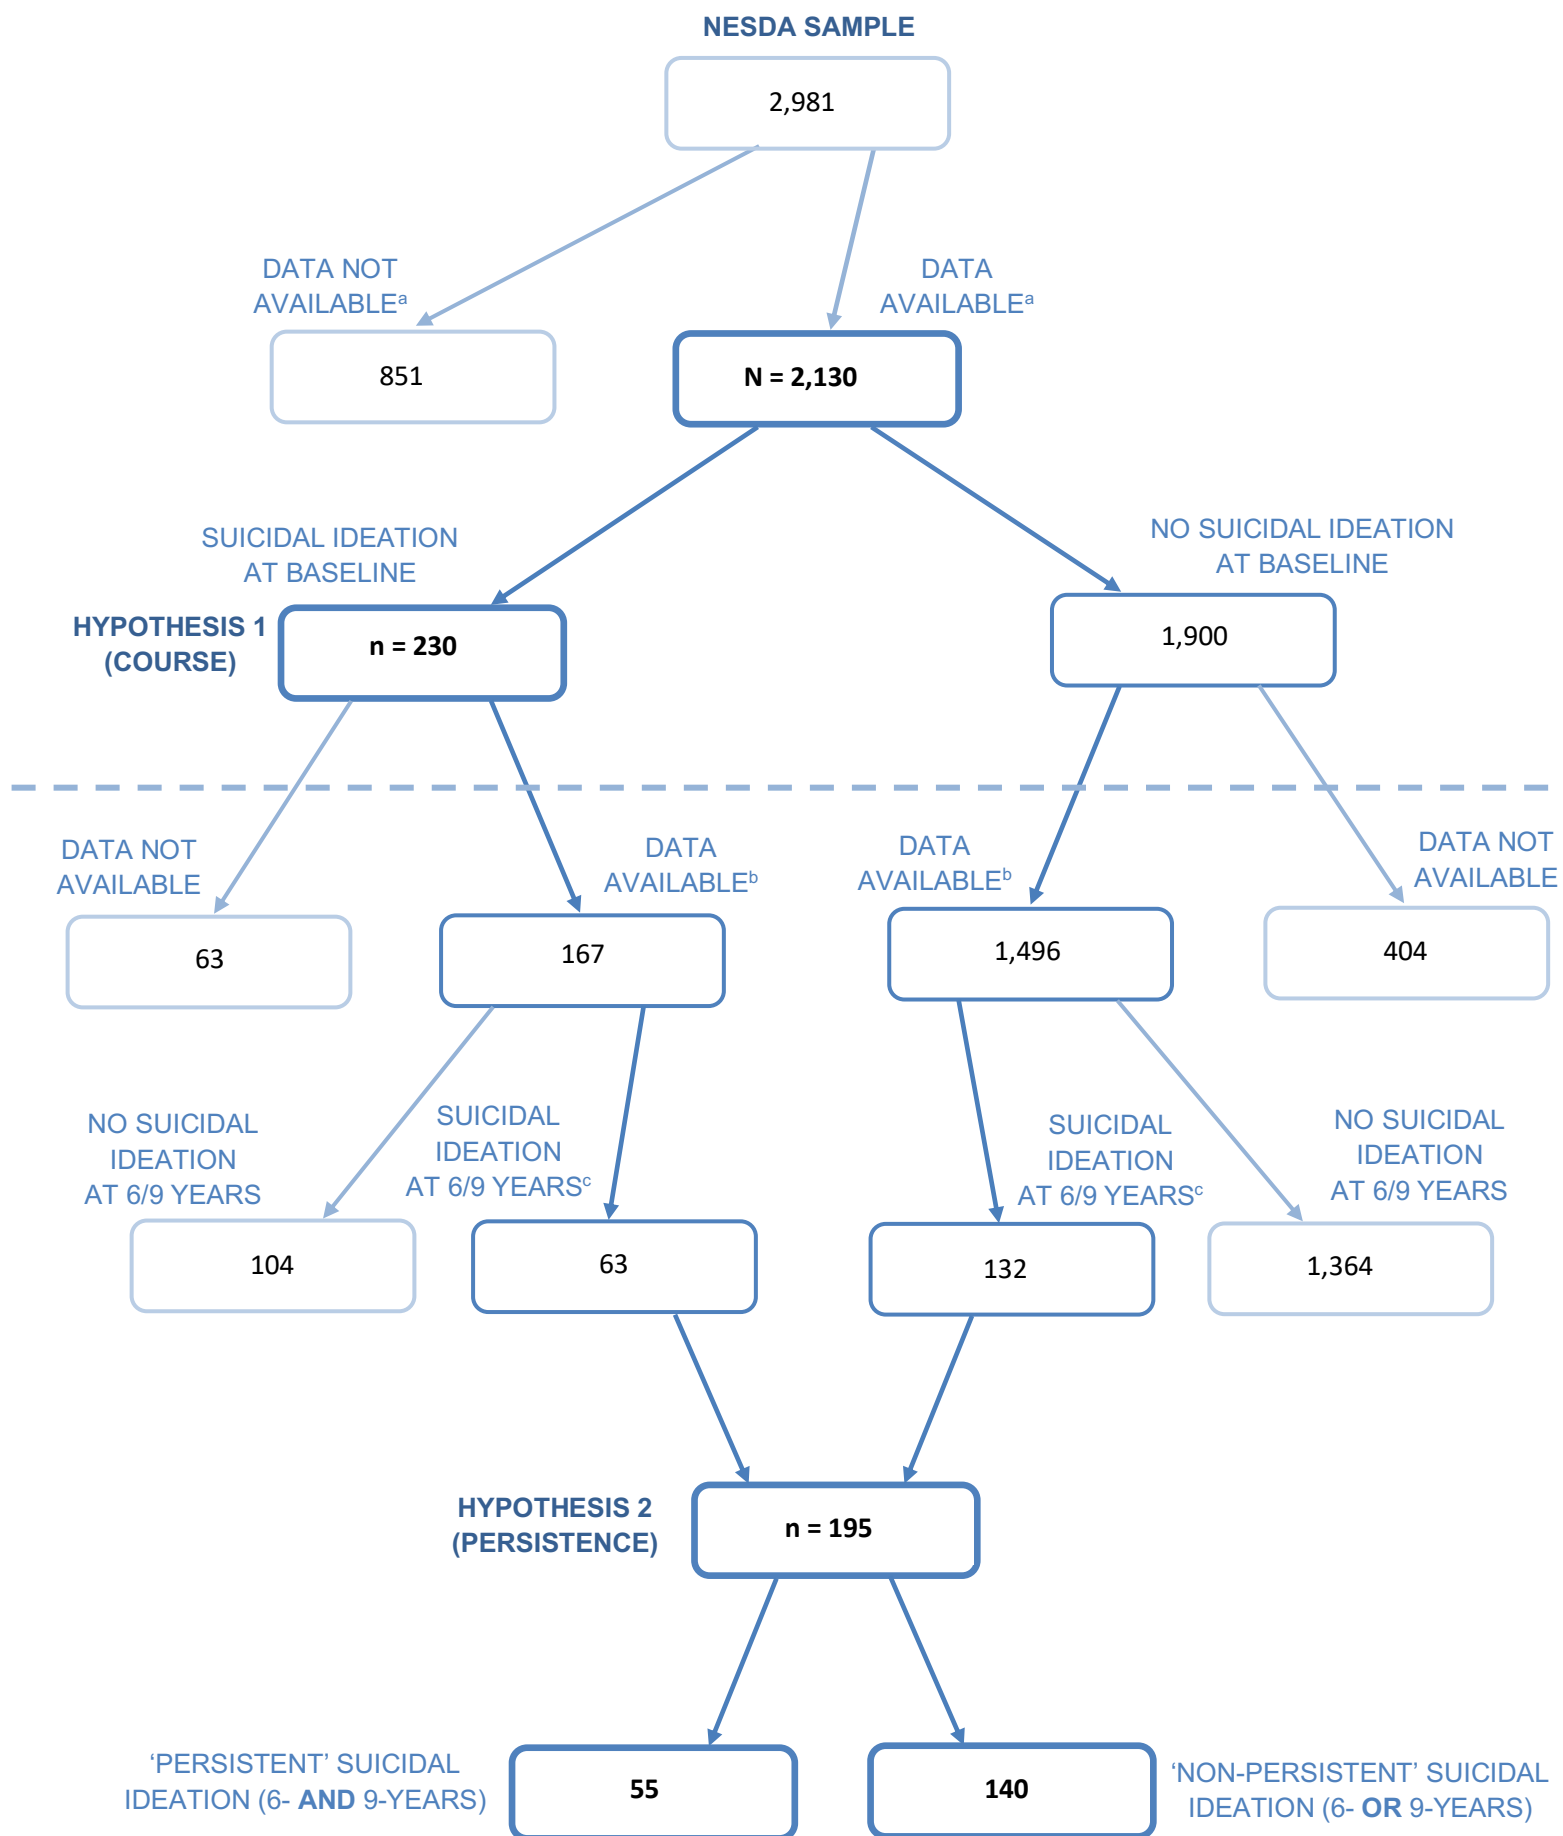 NESDA SAMPLE
2,981
DATA NOT
AVAILABLEᵃ
DATA
AVAILABLEᵃ
851
N = 2,130
SUICIDAL IDEATION
AT BASELINE
NO SUICIDAL IDEATION
AT BASELINE
HYPOTHESIS 1
(COURSE)
n = 230
1,900
DATA NOT
AVAILABLE
DATA
AVAILABLEᵇ
DATA
AVAILABLEᵇ
DATA NOT
AVAILABLE
63
167
1,496
404
NO SUICIDAL
IDEATION
AT 6/9 YEARS
SUICIDAL
IDEATION
AT 6/9 YEARSᶜ
SUICIDAL
IDEATION
AT 6/9 YEARSᶜ
NO SUICIDAL
IDEATION
AT 6/9 YEARS
104
63
132
1,364
HYPOTHESIS 2
(PERSISTENCE)
n = 195
‘PERSISTENT’ SUICIDAL
IDEATION (6- AND 9-YEARS)
55
140
‘NON-PERSISTENT’ SUICIDAL
IDEATION (6- OR 9-YEARS)